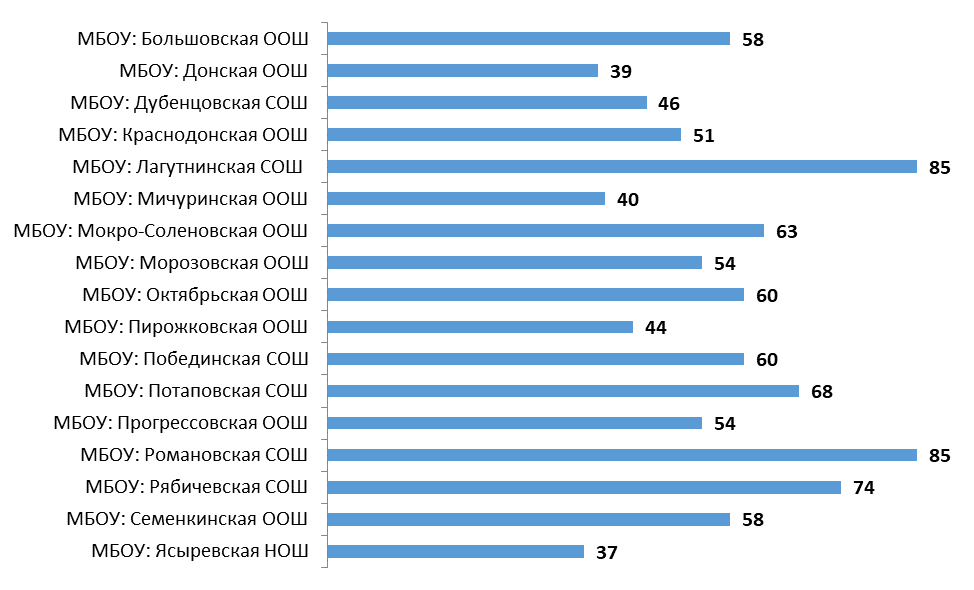 МБОУ: Большовская ООШ 58
МБОУ: Донская ООШ 39
МБОУ: Дубенцовская СОШ 46
МБОУ: Краснодонская ООШ 51
МБОУ: Лагутнинская СОШ 85
МБОУ: Мичуринская ООШ 40
МБОУ: Мокро-Соленовская ООШ 63
МБОУ: Морозовская ООШ 54
МБОУ: Октябрьская ООШ 60
МБОУ: Пирожковская ООШ 44
МБОУ: Побединская СОШ 60
МБОУ: Потаповская СОШ 68
МБОУ: Прогрессовская ООШ 54
МБОУ: Романовская СОШ 85
МБОУ: Рябичевская СОШ 74
МБОУ: Семенкинская ООШ 58
МБОУ: Ясыревская НОШ 37